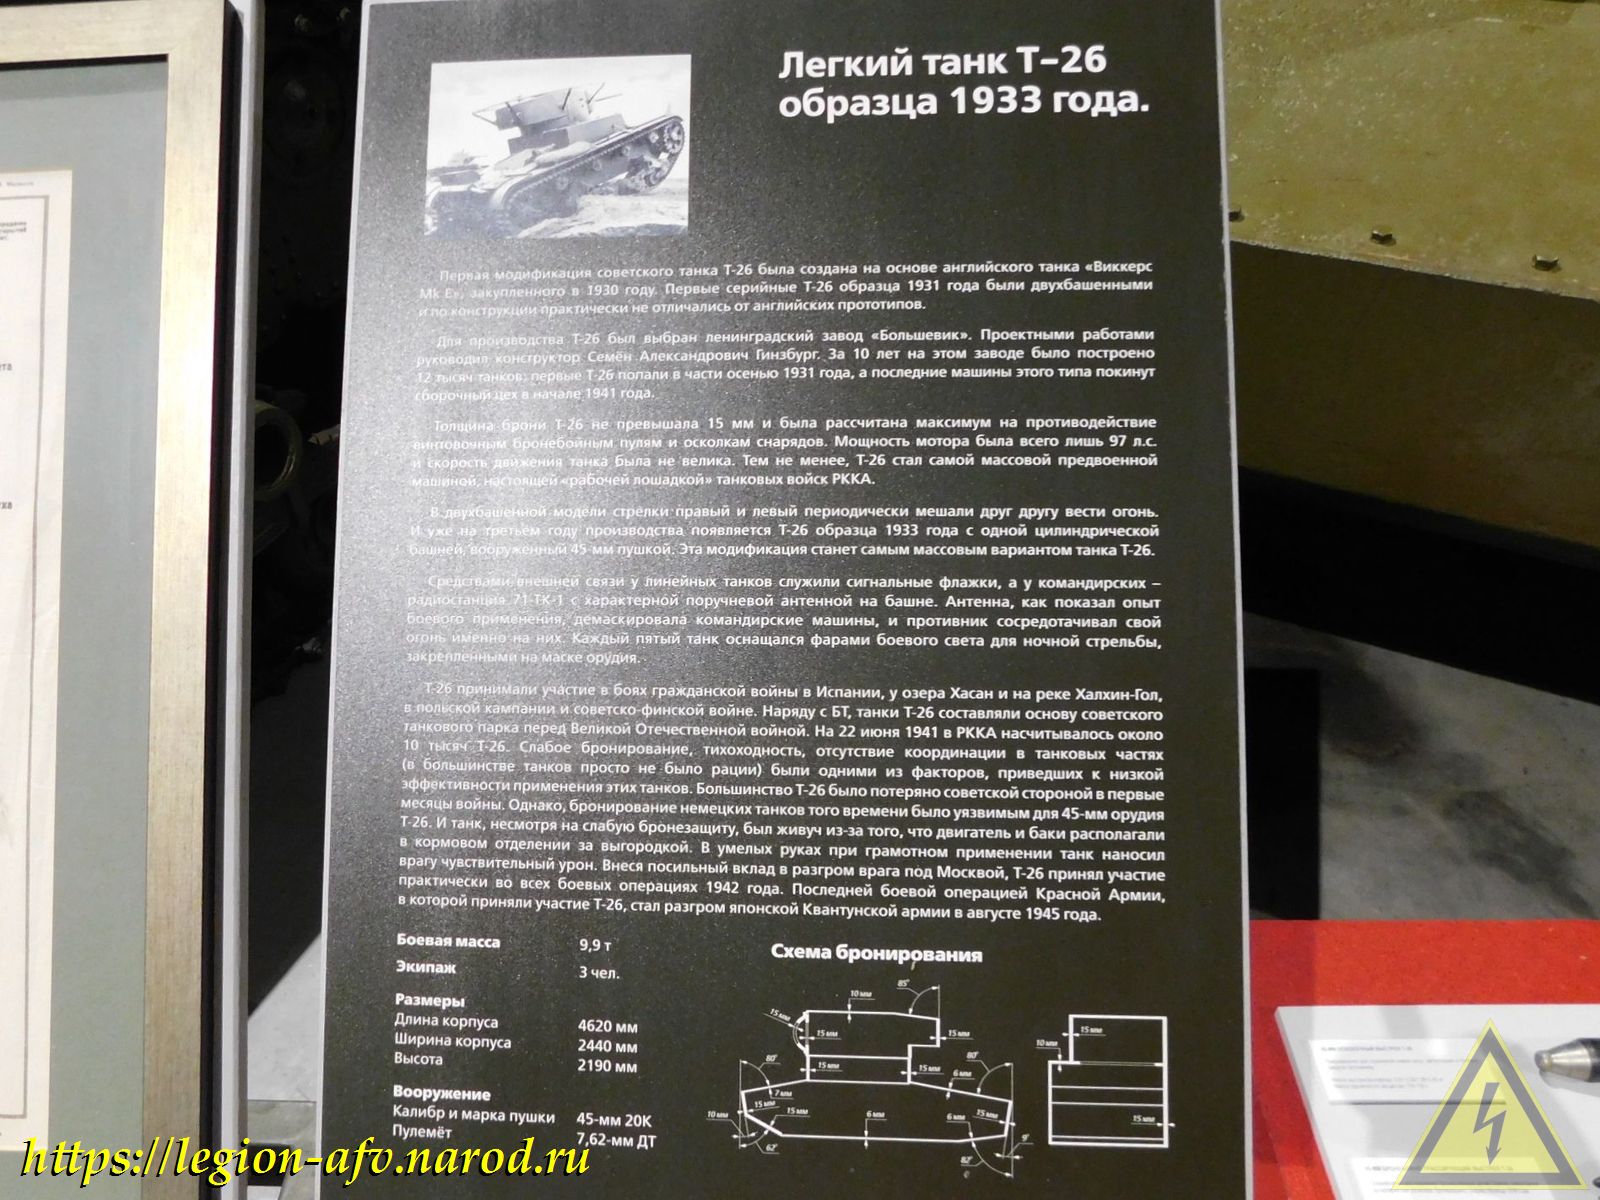 Легкий танк Т-26
образца 1933 года.
Первая модификация советского танка Т-26 была создана на основе английского танка «Виккерс
Mk E», закупленного в 1930 году. Первые серийные Т-26 образца 1931 года были двухбашенными
и по конструкции практически не отличались от английских прототипов.
Для производства Т-26 был выбран ленинградский завод «Большевик». Проектными работами
руководил конструктор Семён Александрович Гинзбург. За 10 лет на этом заводе было построено
12 тысяч танков: первые Т-26 попали в части осенью 1931 года, а последние машины этого типа покинут
сборочный цех в начале 1941 года.
Толщина брони Т-26 не превышала 15 мм и была рассчитана максимум на противодействие
винтовочным бронебойным пулям и осколкам снарядов. Мощность мотора была всего лишь 97 л.с.
и скорость движения танка была не велика. Тем не менее, Т-26 стал самой массовой предвоенной
машиной, настоящей «рабочей лошадкой» танковых войск РККА.
В двухбашенной модели стрелки правый и левый периодически мешали друг другу вести огонь.
И уже на третьем году производства появляется Т-26 образца 1933 года с одной цилиндрической
башней, вооруженный 45-мм пушкой. Эта модификация станет самым массовым вариантом танка Т-26.
Средствами внешней связи у линейных танков служили сигнальные флажки, а у командирских –
радиостанция 71-ТК-1 с характерной поручневой антенной на башне. Антенна, как показал опыт
боевого применения, демаскировала командирские машины, и противник сосредотачивал свой
огонь именно на них. Каждый пятый танк оснащался фарами боевого света для ночной стрельбы,
закрепленными на маске орудия.
Т-26 принимали участие в боях гражданской войны в Испании, у озера Хасан и на реке Халхин-Гол,
в польской кампании и советско-финской войне. Наряду с БТ, танки Т-26 составляли основу советского
танкового парка перед Великой Отечественной войной. На 22 июня 1941 в РККА насчитывалось около
10 тысяч Т-26. Слабое бронирование, тихоходность, отсутствие координации в танковых частях
(в большинстве танков просто не было рации) были одними из факторов, приведших к низкой
эффективности применения этих танков. Большинство Т-26 было потеряно советской стороной в первые
месяцы войны. Однако, бронирование немецких танков того времени было уязвимым для 45-мм орудия
Т-26. И танк, несмотря на слабую бронезащиту, был живуч из-за того, что двигатель и баки располагали
в кормовом отделении за выгородкой. В умелых руках при грамотном применении танк наносил
врагу чувствительный урон. Внеся посильный вклад в разгром врага под Москвой, Т-26 принял участие
практически во всех боевых операциях 1942 года. Последней боевой операцией Красной Армии,
в которой приняли участие Т-26, стал разгром японской Квантунской армии в августе 1945 года.
Боевая масса 9,9 т
Экипаж 3 чел.
Размеры
Длина корпуса 4620 мм
Ширина корпуса 2440 мм
Высота 2190 мм
Вооружение
Калибр и марка пушки 45-мм 20К
Пулемёт 7,62-мм ДТ
Схема бронирования
85°
10 мм
15 мм
15 мм
15 мм
15 мм
10 мм
80°
80°
15 мм
15 мм
6 мм
7 мм
10 мм
15 мм
15 мм
6 мм
6 мм
15 мм
15 мм
9°
62°
82°
https://legion-afv.narod.ru